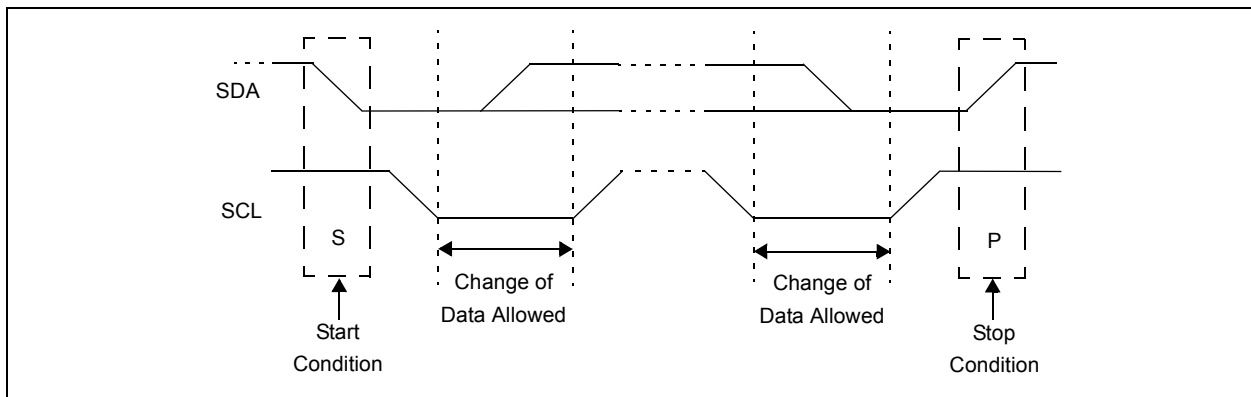 SDA
SCL
S
P
Change of
Data Allowed
Change of
Data Allowed
Start
Condition
Stop
Condition